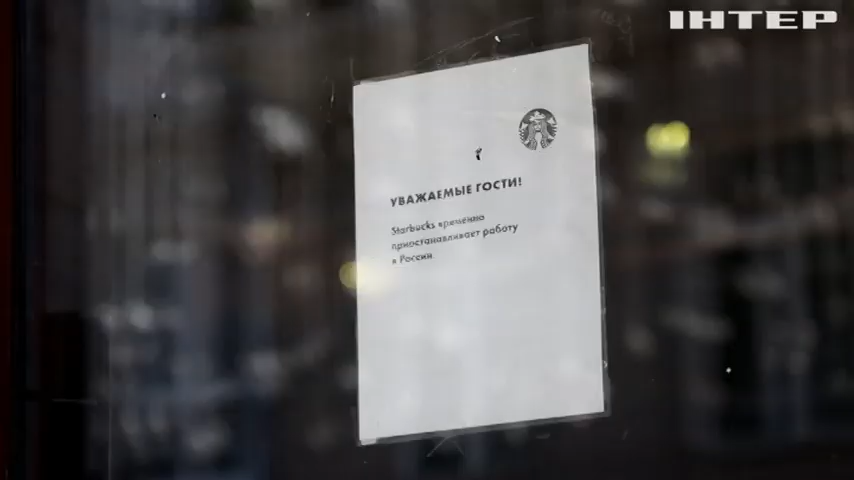 ІНТЕР
УВАЖАЕМЫЕ ГОСТИ!
Starbucks временно
приостанавливает работу
в России